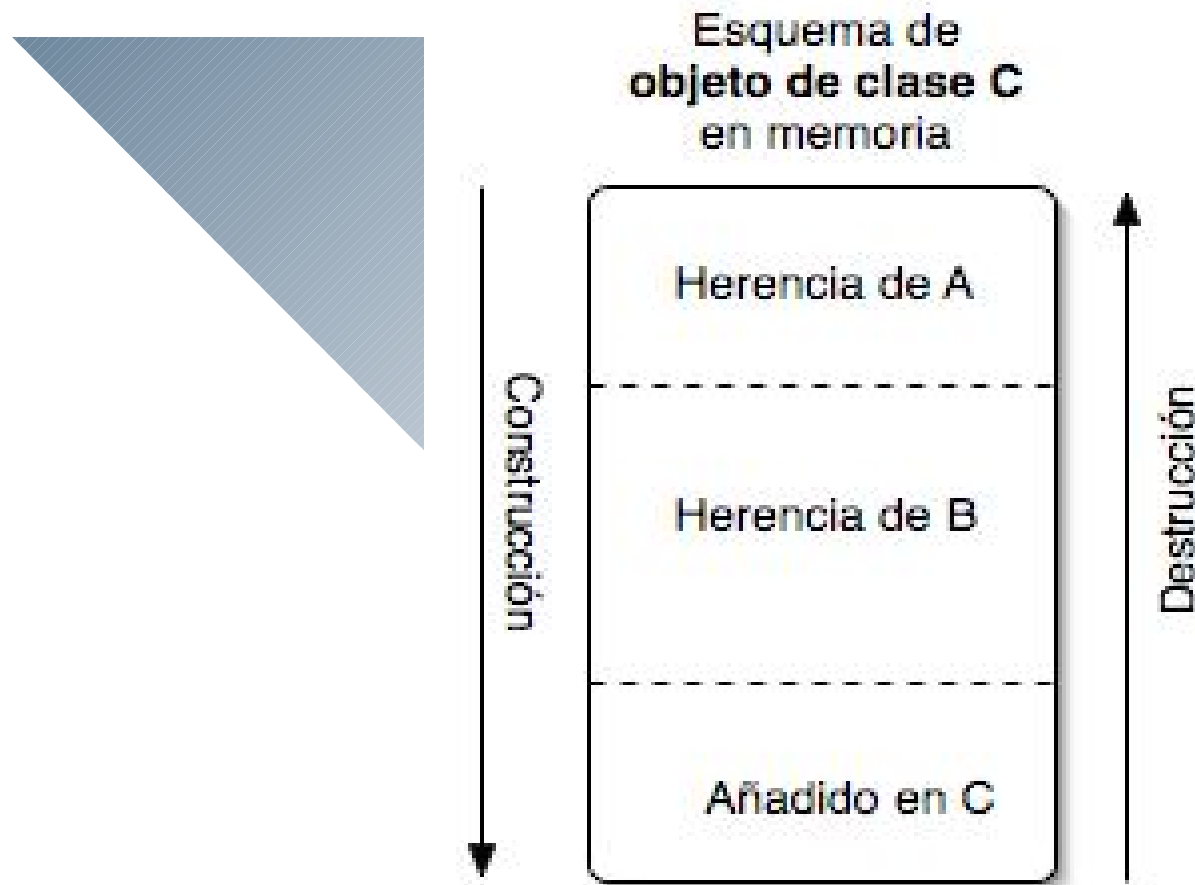 Esquema de
objeto de clase C
en memoria
Herencia de A
Construcción
Herencia de B
Destrucción
Añadido en C